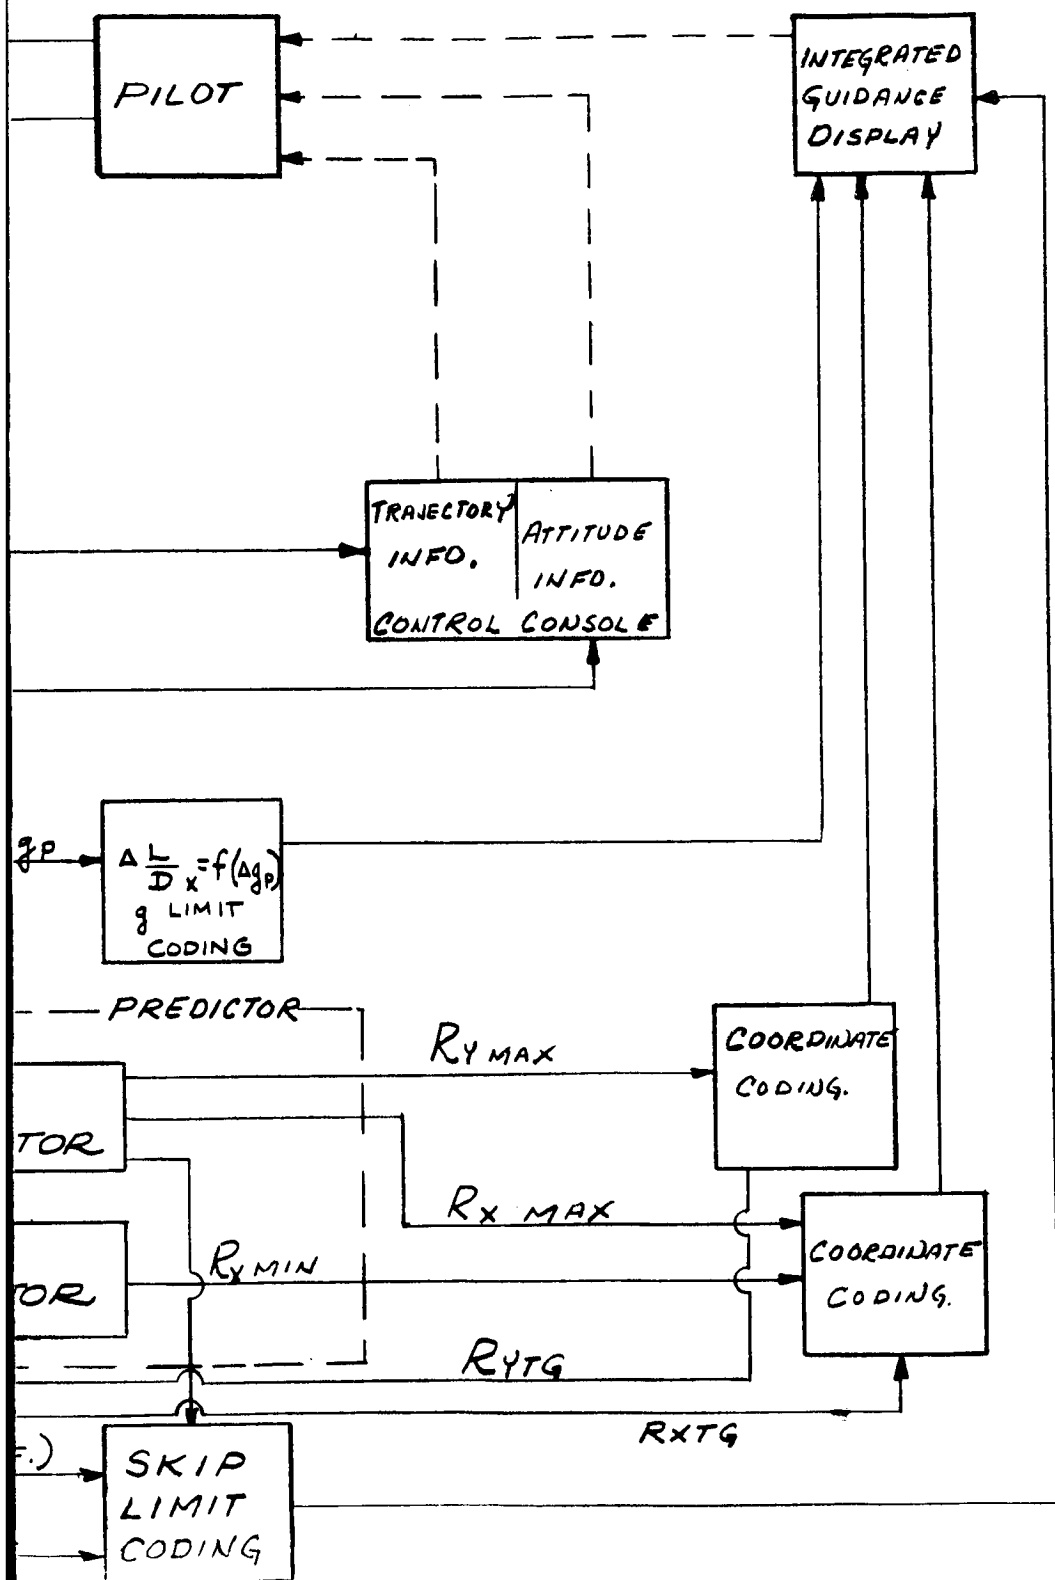 PILOT
INTEGRATED
GUIDANCE
DISPLAY
TRAJECTORY
INFO.
ATTITUDE
INFO.
CONTROL CONSOLE
gP
Δ L/D x = f(Δgp)
g LIMIT
CODING
PREDICTOR
RY MAX
COORDINATE
CODING.
TOR
RX MAX
RX MIN
COORDINATE
CODING.
TOR
RYTG
RXTG
F.)
SKIP
LIMIT
CODING